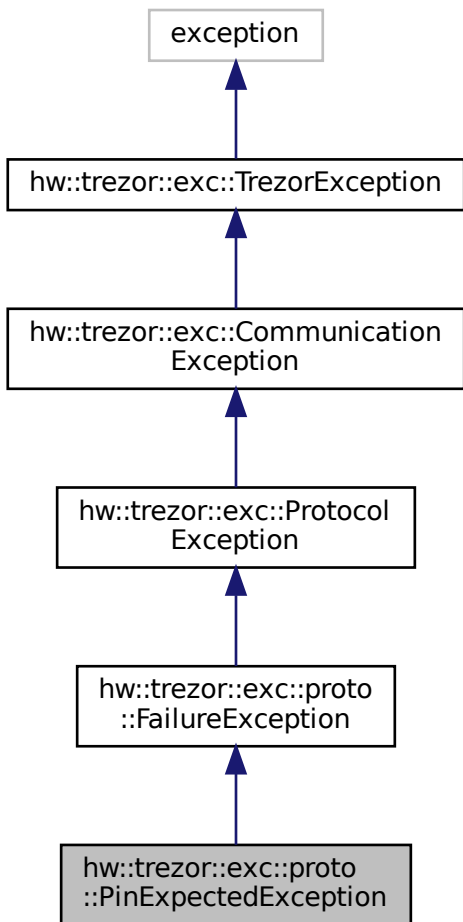 exception
hw::trezor::exc::TrezorException
hw::trezor::exc::Communication
Exception
hw::trezor::exc::Protocol
Exception
hw::trezor::exc::proto
::FailureException
hw::trezor::exc::proto
::PinExpectedException